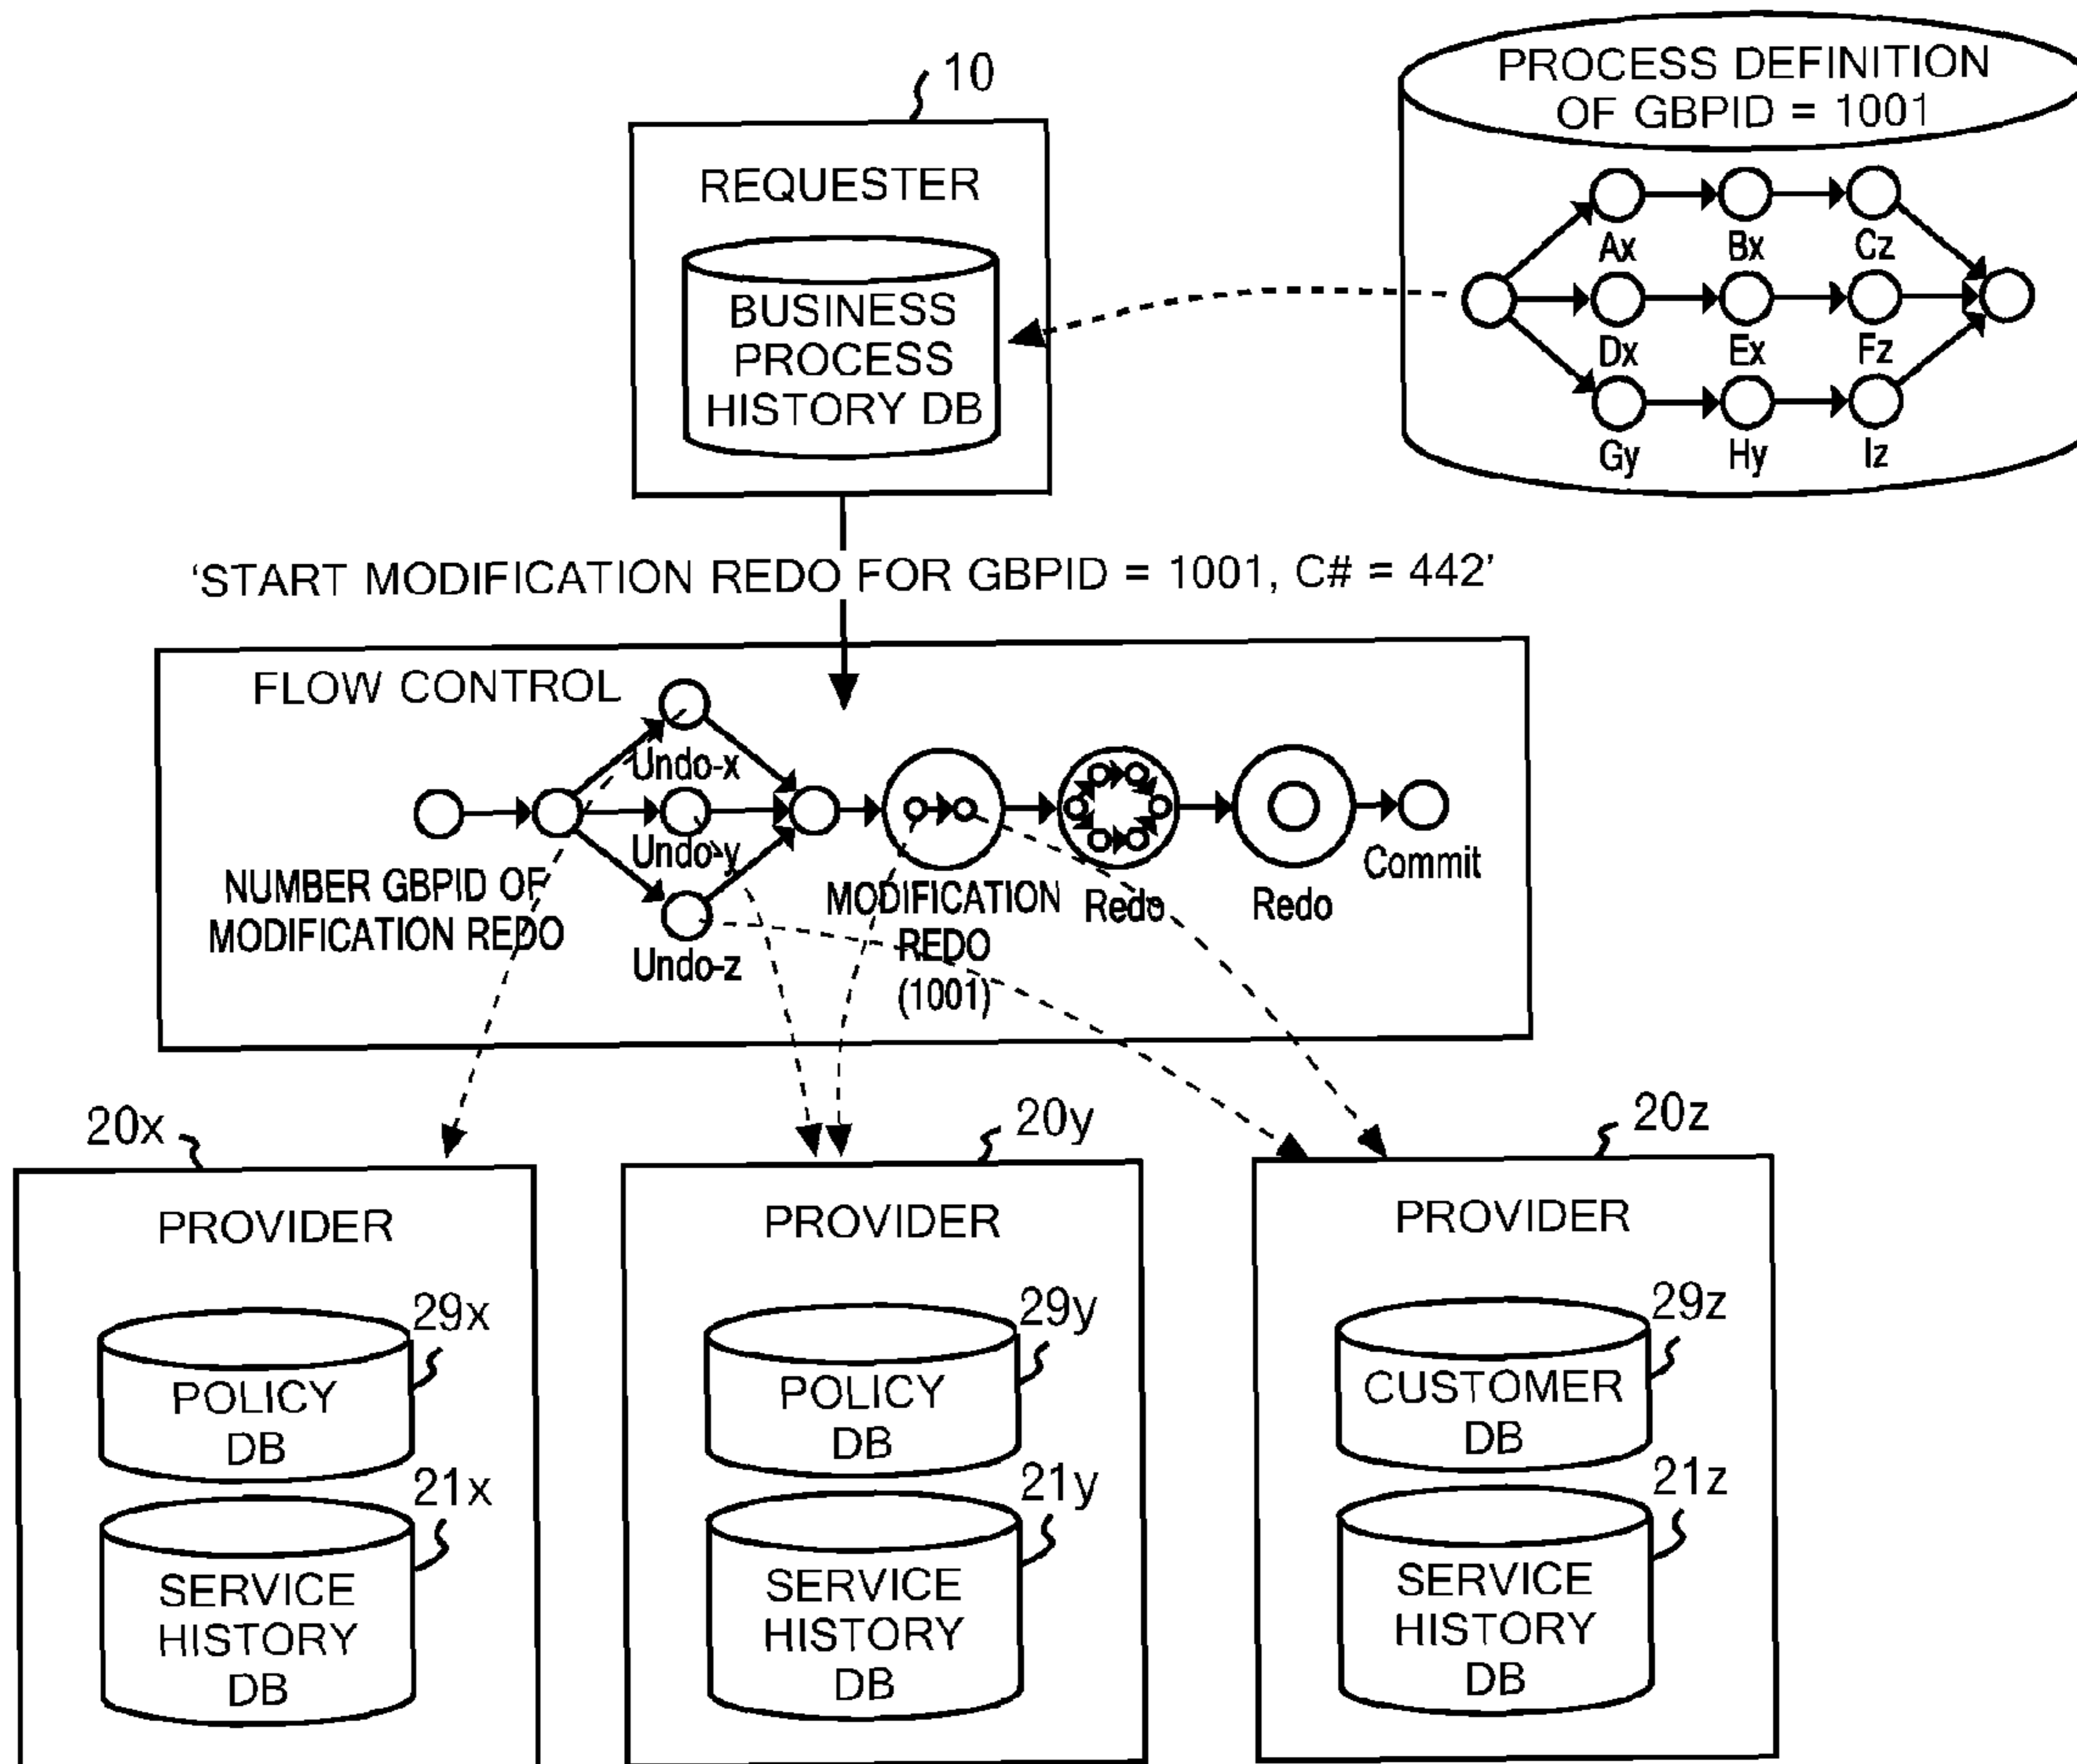 10
REQUESTER
BUSINESS
PROCESS
HISTORY DB
PROCESS DEFINITION
OF GBPID = 1001
Ax Bx Cz
Dx Ex Fz
Gy Hy Iz
‘START MODIFICATION REDO FOR GBPID = 1001, C# = 442’
FLOW CONTROL
NUMBER GBPID OF
MODIFICATION REDO
Undo-x
Undo-y
Undo-z
MODIFICATION
REDO
(1001)
Redo
Redo
Commit
20x
PROVIDER
29x
POLICY
DB
21x
SERVICE
HISTORY
DB
20y
PROVIDER
29y
POLICY
DB
21y
SERVICE
HISTORY
DB
20z
PROVIDER
29z
CUSTOMER
DB
21z
SERVICE
HISTORY
DB